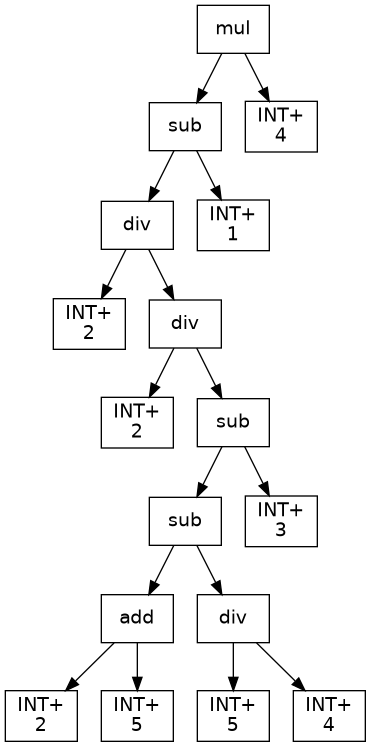 mul
sub
INT+
4
div
INT+
1
INT+
2
div
INT+
2
sub
sub
INT+
3
add
div
INT+
2
INT+
5
INT+
5
INT+
4